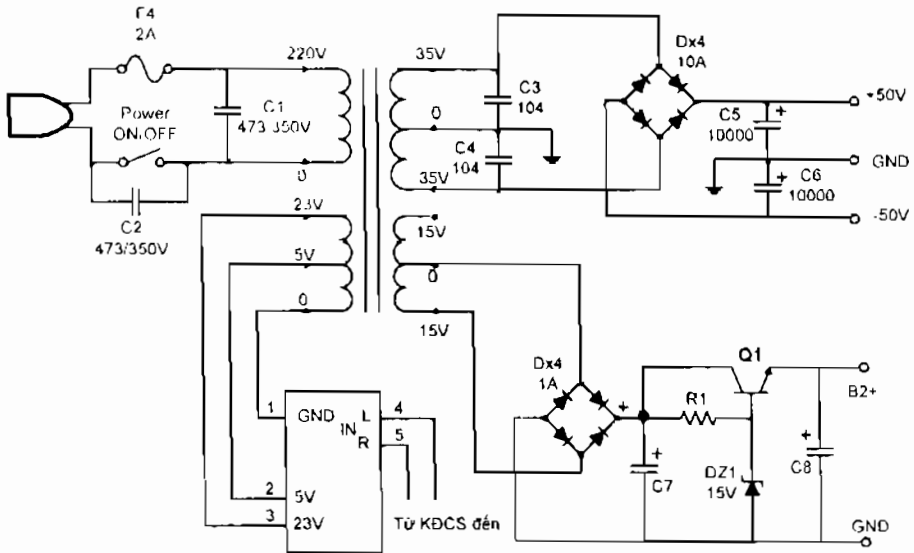 F4
2A
220V
35V
Dx4
10A
C3
104
+50V
C1
473/350V
Power
ON/OFF
0
C5
10000
C4
104
GND
0
35V
C6
10000
-50V
C2
473/350V
23V
15V
5V
0
0
15V
Dx4
1A
Q1
B2+
1
GND
L
4
IN
R
5
R1
+
C7
DZ1
15V
C8
2
5V
3
23V
Từ KĐCS đến
GND